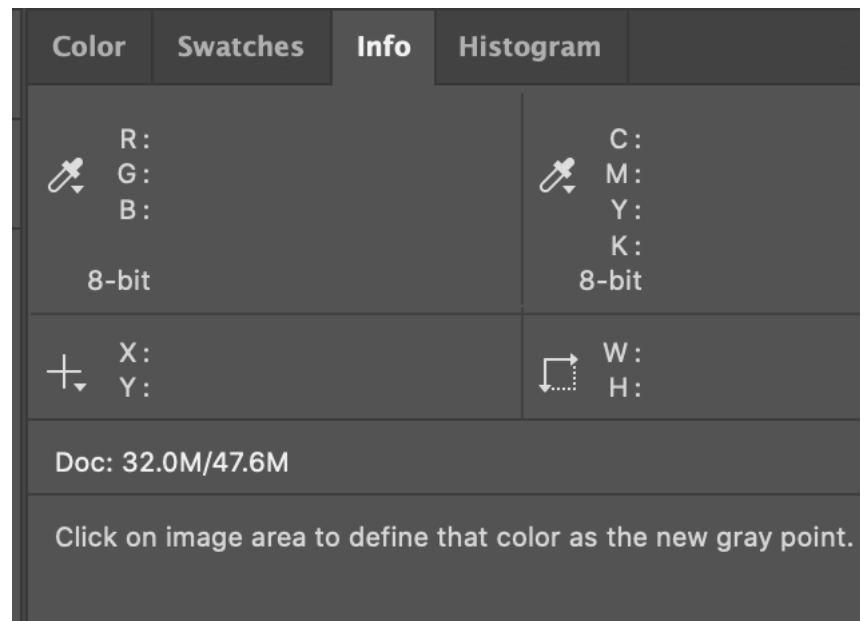 Color Swatches Info Histogram
R:
G:
B:
8-bit
C:
M:
Y:
K:
8-bit
X:
Y:
W:
H:
Doc: 32.0M/47.6M
Click on image area to define that color as the new gray point.